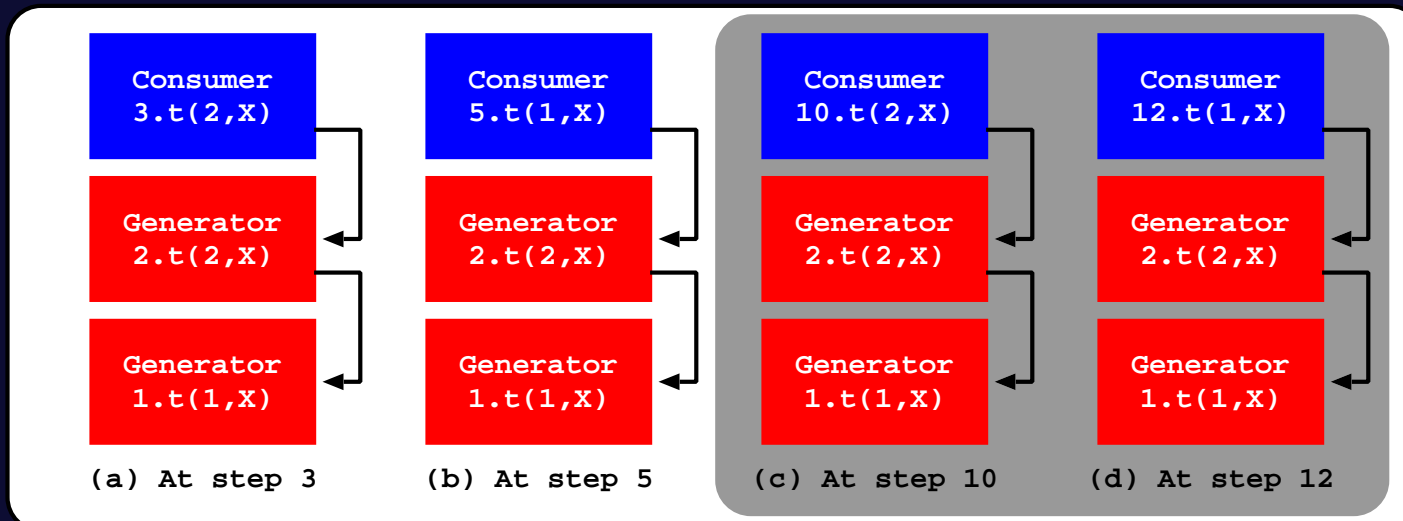 Consumer
3.t(2,X)
Generator
2.t(2,X)
Generator
1.t(1,X)
(a) At step 3
Consumer
5.t(1,X)
Generator
2.t(2,X)
Generator
1.t(1,X)
(b) At step 5
Consumer
10.t(2,X)
Generator
2.t(2,X)
Generator
1.t(1,X)
(c) At step 10
Consumer
12.t(1,X)
Generator
2.t(2,X)
Generator
1.t(1,X)
(d) At step 12